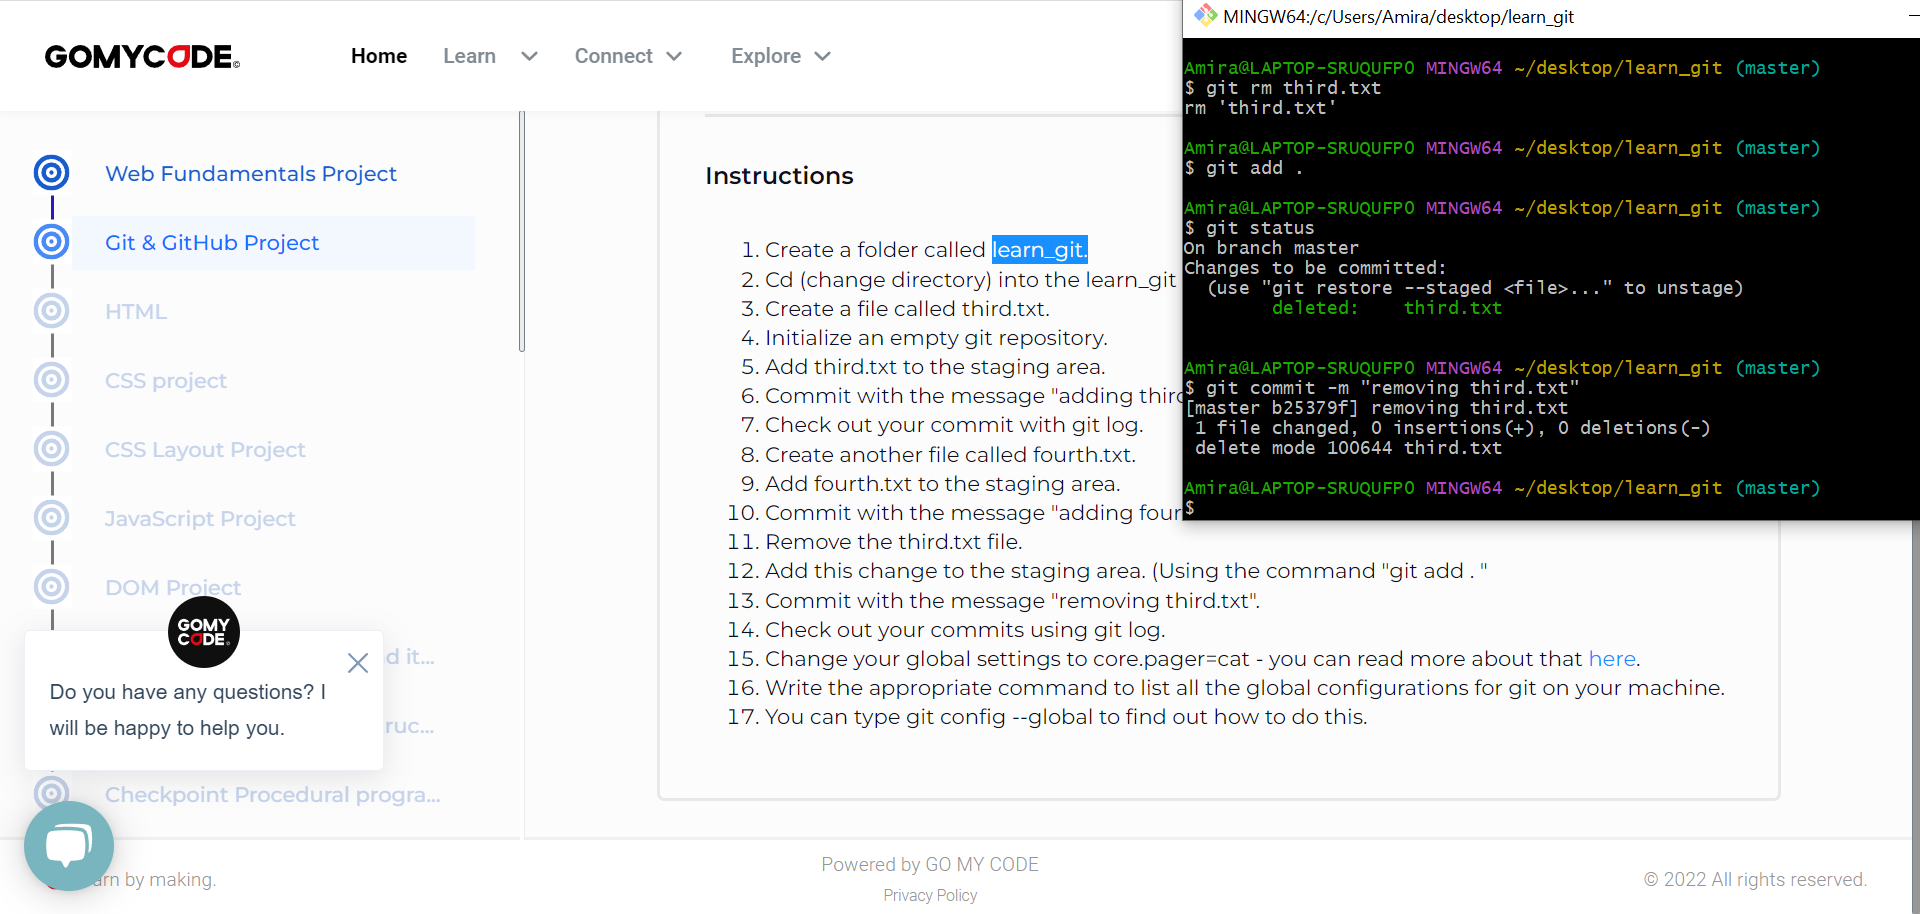 GOMYCODE©
Home
Learn
Connect
Explore
Web Fundamentals Project
Git & GitHub Project
HTML
CSS project
CSS Layout Project
JavaScript Project
DOM Project
d it...
ruc...
Checkpoint Procedural progra...
GOMY
CODE
Do you have any questions? I
will be happy to help you.
Instructions
1. Create a folder called learn_git.
2. Cd (change directory) into the learn_git
3. Create a file called third.txt.
4. Initialize an empty git repository.
5. Add third.txt to the staging area.
6. Commit with the message "adding third
7. Check out your commit with git log.
8. Create another file called fourth.txt.
9. Add fourth.txt to the staging area.
10. Commit with the message "adding four
11. Remove the third.txt file.
12. Add this change to the staging area. (Using the command "git add . "
13. Commit with the message "removing third.txt".
14. Check out your commits using git log.
15. Change your global settings to core.pager=cat - you can read more about that here.
16. Write the appropriate command to list all the global configurations for git on your machine.
17. You can type git config --global to find out how to do this.
MINGW64:/c/Users/Amira/desktop/learn_git
Amira@LAPTOP-SRUQUFPO MINGW64 ~/desktop/learn_git (master)
$ git rm third.txt
rm 'third.txt'
Amira@LAPTOP-SRUQUFPO MINGW64 ~/desktop/learn_git (master)
$ git add .
Amira@LAPTOP-SRUQUFPO MINGW64 ~/desktop/learn_git (master)
$ git status
On branch master
Changes to be committed:
(use "git restore --staged <file>..." to unstage)
deleted: third.txt
Amira@LAPTOP-SRUQUFPO MINGW64 ~/desktop/learn_git (master)
$ git commit -m "removing third.txt"
[master b25379f] removing third.txt
1 file changed, 0 insertions(+), 0 deletions(-)
delete mode 100644 third.txt
Amira@LAPTOP-SRUQUFPO MINGW64 ~/desktop/learn_git (master)
$
arn by making.
Powered by GO MY CODE
Privacy Policy
© 2022 All rights reserved.